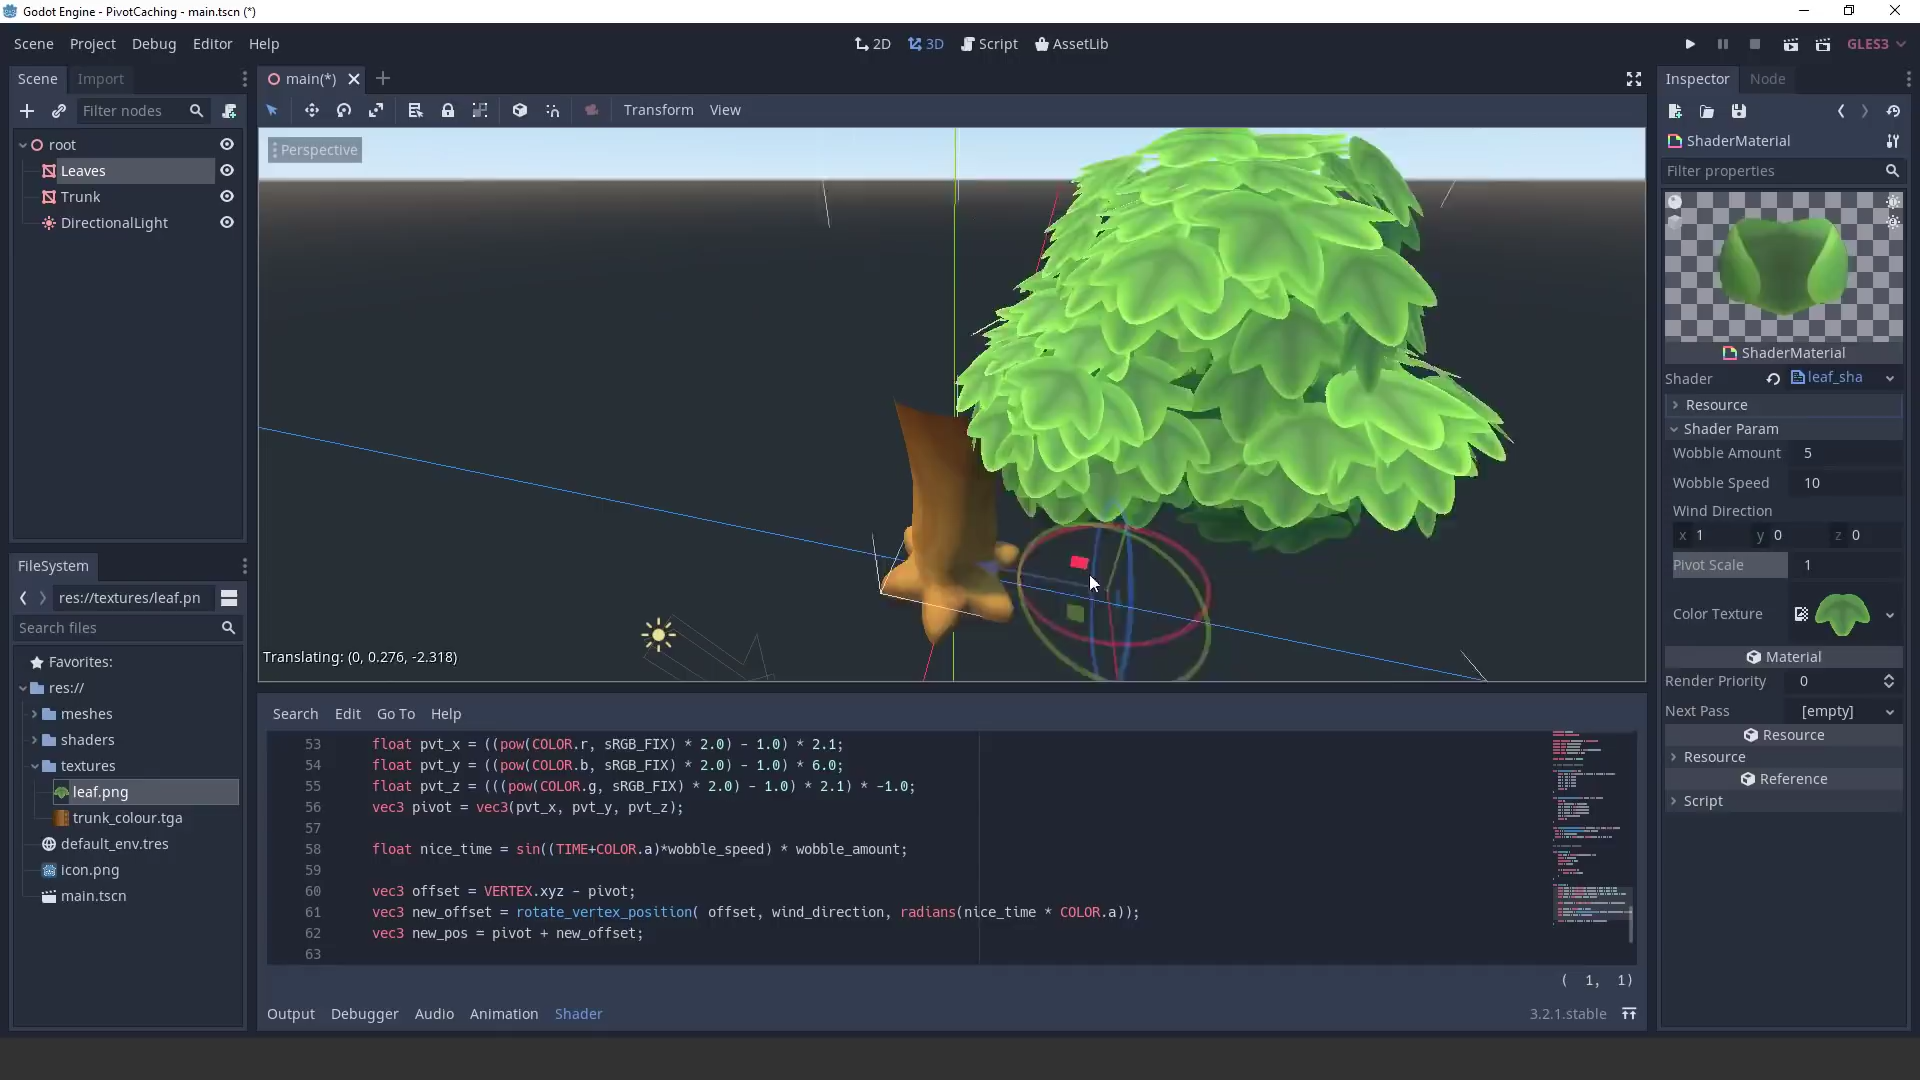 Godot Engine - PivotCaching - main.tscn (*)
Scene Project Debug Editor Help
2D 3D Script AssetLib
GLES3
Scene Import
Filter nodes
root
Leaves
Trunk
DirectionalLight
main(*)
Transform View
Perspective
Translating: (0, 0.276, -2.318)
FileSystem
res://textures/leaf.pn
Search files
Favorites:
res://
meshes
shaders
textures
leaf.png
trunk_colour.tga
default_env.tres
icon.png
main.tscn
Search Edit Go To Help
53 float pvt_x = ((pow(COLOR.r, sRGB_FIX) * 2.0) - 1.0) * 2.1;
54 float pvt_y = ((pow(COLOR.b, sRGB_FIX) * 2.0) - 1.0) * 6.0;
55 float pvt_z = (((pow(COLOR.g, sRGB_FIX) * 2.0) - 1.0) * 2.1) * -1.0;
56 vec3 pivot = vec3(pvt_x, pvt_y, pvt_z);
57
58 float nice_time = sin((TIME+COLOR.a)*wobble_speed) * wobble_amount;
59
60 vec3 offset = VERTEX.xyz - pivot;
61 vec3 new_offset = rotate_vertex_position( offset, wind_direction, radians(nice_time * COLOR.a));
62 vec3 new_pos = pivot + new_offset;
63
( 1, 1)
Output Debugger Audio Animation Shader
3.2.1.stable
Inspector Node
ShaderMaterial
Filter properties
ShaderMaterial
Shader leaf_sha
Resource
Shader Param
Wobble Amount 5
Wobble Speed 10
Wind Direction
x 1 y 0 z 0
Pivot Scale 1
Color Texture
Material
Render Priority 0
Next Pass [empty]
Resource
Resource
Reference
Script